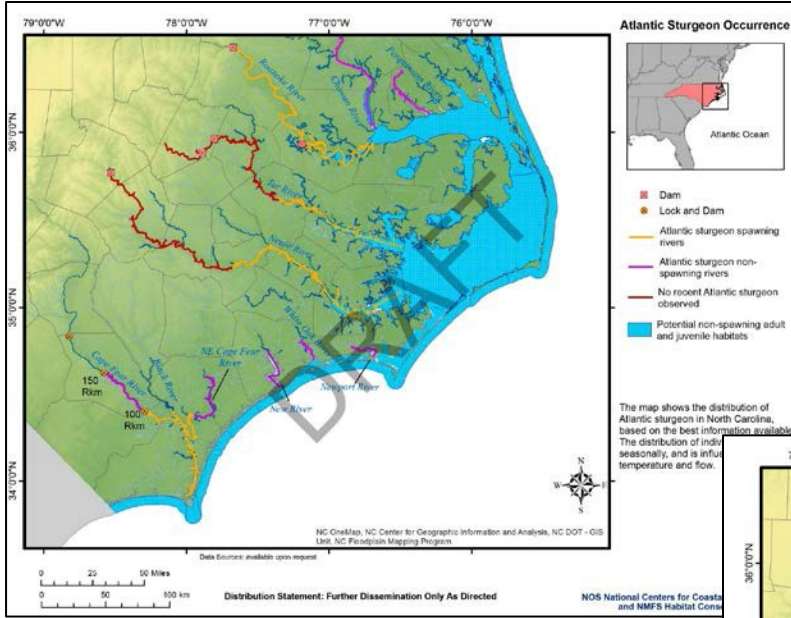 79°0'0"W
78°0'0"W
77°0'0"W
76°0'0"W
36°0'0"N
35°0'0"N
34°0'0"N
Roanoke River
Chowan River
Perquimans River
Tar River
Neuse River
White Oak
Newport River
New River
NE Cape Fear
River
Black River
Cape Fear River
150
Rkm
100
Rkm
DRAFT
N
W
E
S
NC OneMap, NC Center for Geographic Information and Analysis, NC DOT - GIS
Unit, NC Floodplain Mapping Program
Data Sources: available upon request
0 25 50 Miles
0 50 100 km
Distribution Statement: Further Dissemination Only As Directed
NOS National Centers for Coasta
and NMFS Habitat Conse
Atlantic Sturgeon Occurrence
Atlantic Ocean
Dam
Lock and Dam
Atlantic sturgeon spawning
rivers
Atlantic sturgeon non-
spawning rivers
No recent Atlantic sturgeon
observed
Potential non-spawning adult
and juvenile habitats
The map shows the distribution of
Atlantic sturgeon in North Carolina,
based on the best information available.
The distribution of indiv
seasonally, and is influe
temperature and flow.
36°0'0"N